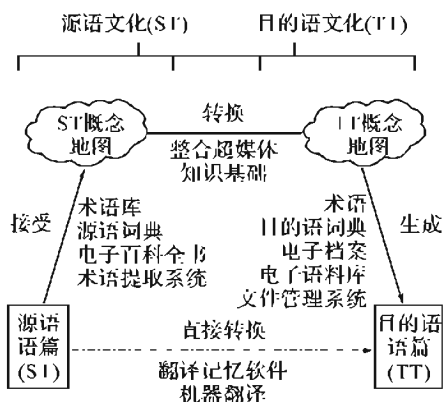 源语文化(ST)
目的语文化(TT)
ST概念
地图
转换
TT概念
地图
整合超媒体
知识基础
接受
术语库
源语词典
电子百科全书
术语提取系统
术语
目的语词典
电子档案
电子语料库
文件管理系统
生成
源语
语篇
(ST)
直接转换
翻译记忆软件
机器翻译
目的语
语篇
(TT)